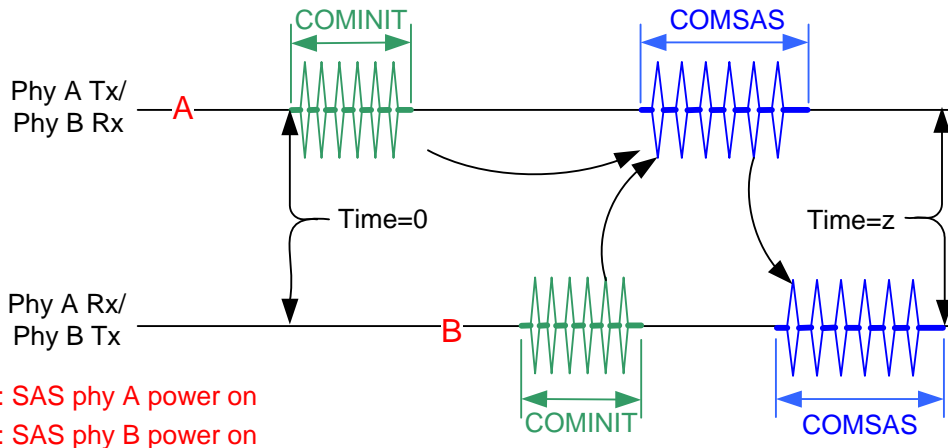 COMINIT
COMSAS
Phy A Tx/
Phy B Rx
A
Time=0
Time=z
Phy A Rx/
Phy B Tx
B
: SAS phy A power on
: SAS phy B power on
COMINIT
COMSAS